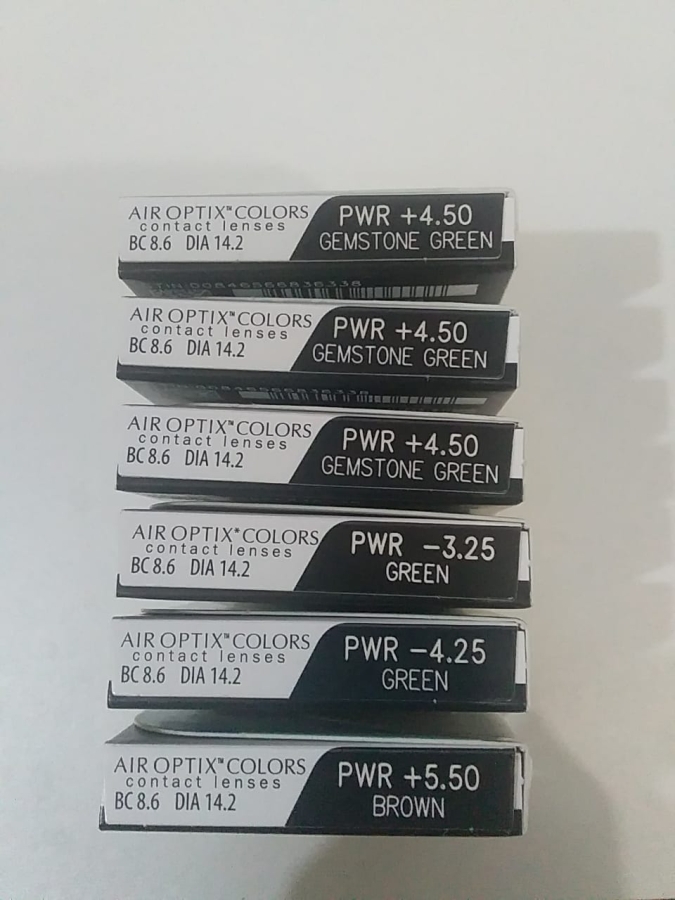 AIR OPTIX™ COLORS
contact lenses
BC 8.6 DIA 14.2
PWR +4.50
GEMSTONE GREEN
AIR OPTIX™ COLORS
contact lenses
BC 8.6 DIA 14.2
PWR +4.50
GEMSTONE GREEN
AIR OPTIX™ COLORS
contact lenses
BC 8.6 DIA 14.2
PWR +4.50
GEMSTONE GREEN
AIR OPTIX® COLORS
contact lenses
BC 8.6 DIA 14.2
PWR −3.25
GREEN
AIR OPTIX™ COLORS
contact lenses
BC 8.6 DIA 14.2
PWR −4.25
GREEN
AIR OPTIX™ COLORS
contact lenses
BC 8.6 DIA 14.2
PWR +5.50
BROWN